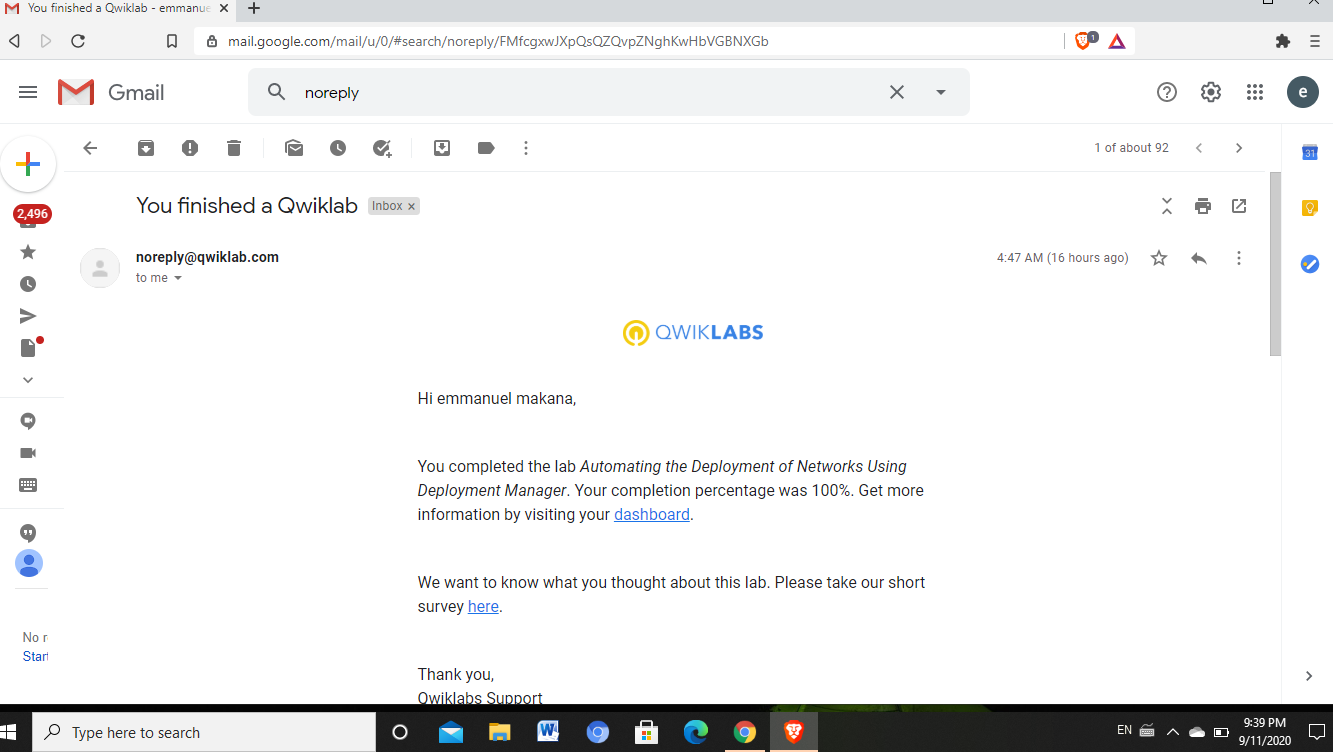 You finished a Qwiklab - emmanue
mail.google.com/mail/u/0/#search/noreply/FMfcgxwJXpQsQZQvpZNghKwHbVGBNXGb
1
Gmail
noreply
e
1 of about 92
31
You finished a Qwiklab
Inbox ×
2,496
noreply@qwiklab.com
4:47 AM (16 hours ago)
to me
QWIKLABS
Hi emmanuel makana,
You completed the lab Automating the Deployment of Networks Using
Deployment Manager. Your completion percentage was 100%. Get more
information by visiting your dashboard.
We want to know what you thought about this lab. Please take our short
survey here.
No r
Start
Thank you,
Qwiklabs Support
Type here to search
W
EN
9:39 PM
9/11/2020